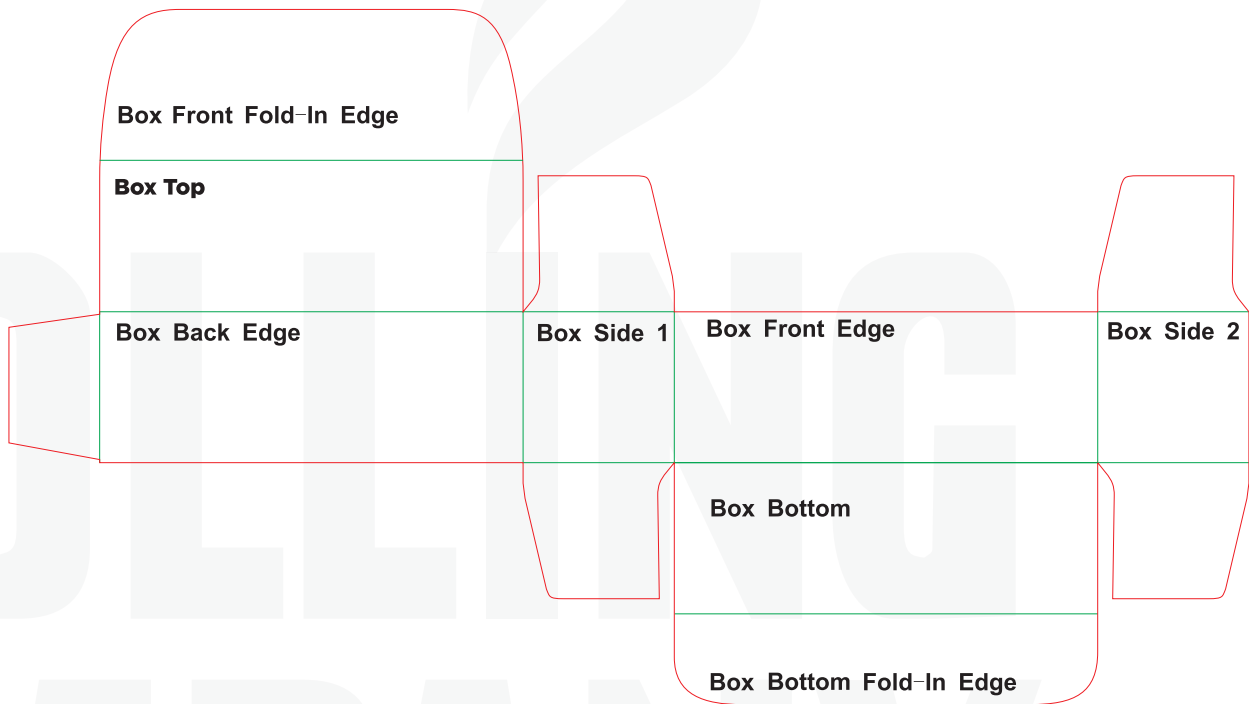 Box Front Fold-In Edge
Box Top
Box Back Edge
Box Side 1
Box Front Edge
Box Side 2
Box Bottom
Box Bottom Fold-In Edge